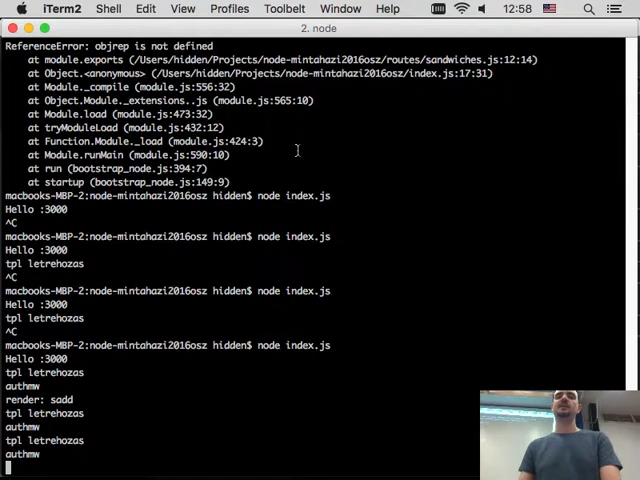 iTerm2 Shell Edit View Profiles Toolbelt Window Help 12:58
2. node
ReferenceError: objrep is not defined
at module.exports (/Users/hidden/Projects/node-mintahazi2016osz/routes/sandwiches.js:12:14)
at Object.<anonymous> (/Users/hidden/Projects/node-mintahazi2016osz/index.js:17:31)
at Module._compile (module.js:556:32)
at Object.Module._extensions..js (module.js:565:10)
at Module.load (module.js:473:32)
at tryModuleLoad (module.js:432:12)
at Function.Module._load (module.js:424:3)
at Module.runMain (module.js:590:10)
at run (bootstrap_node.js:394:7)
at startup (bootstrap_node.js:149:9)
macbooks-MBP-2:node-mintahazi2016osz hidden$ node index.js
Hello :3000
^C
macbooks-MBP-2:node-mintahazi2016osz hidden$ node index.js
Hello :3000
tpl letrehozas
^C
macbooks-MBP-2:node-mintahazi2016osz hidden$ node index.js
Hello :3000
tpl letrehozas
^C
macbooks-MBP-2:node-mintahazi2016osz hidden$ node index.js
Hello :3000
tpl letrehozas
authmw
render: sadd
tpl letrehozas
authmw
tpl letrehozas
authmw